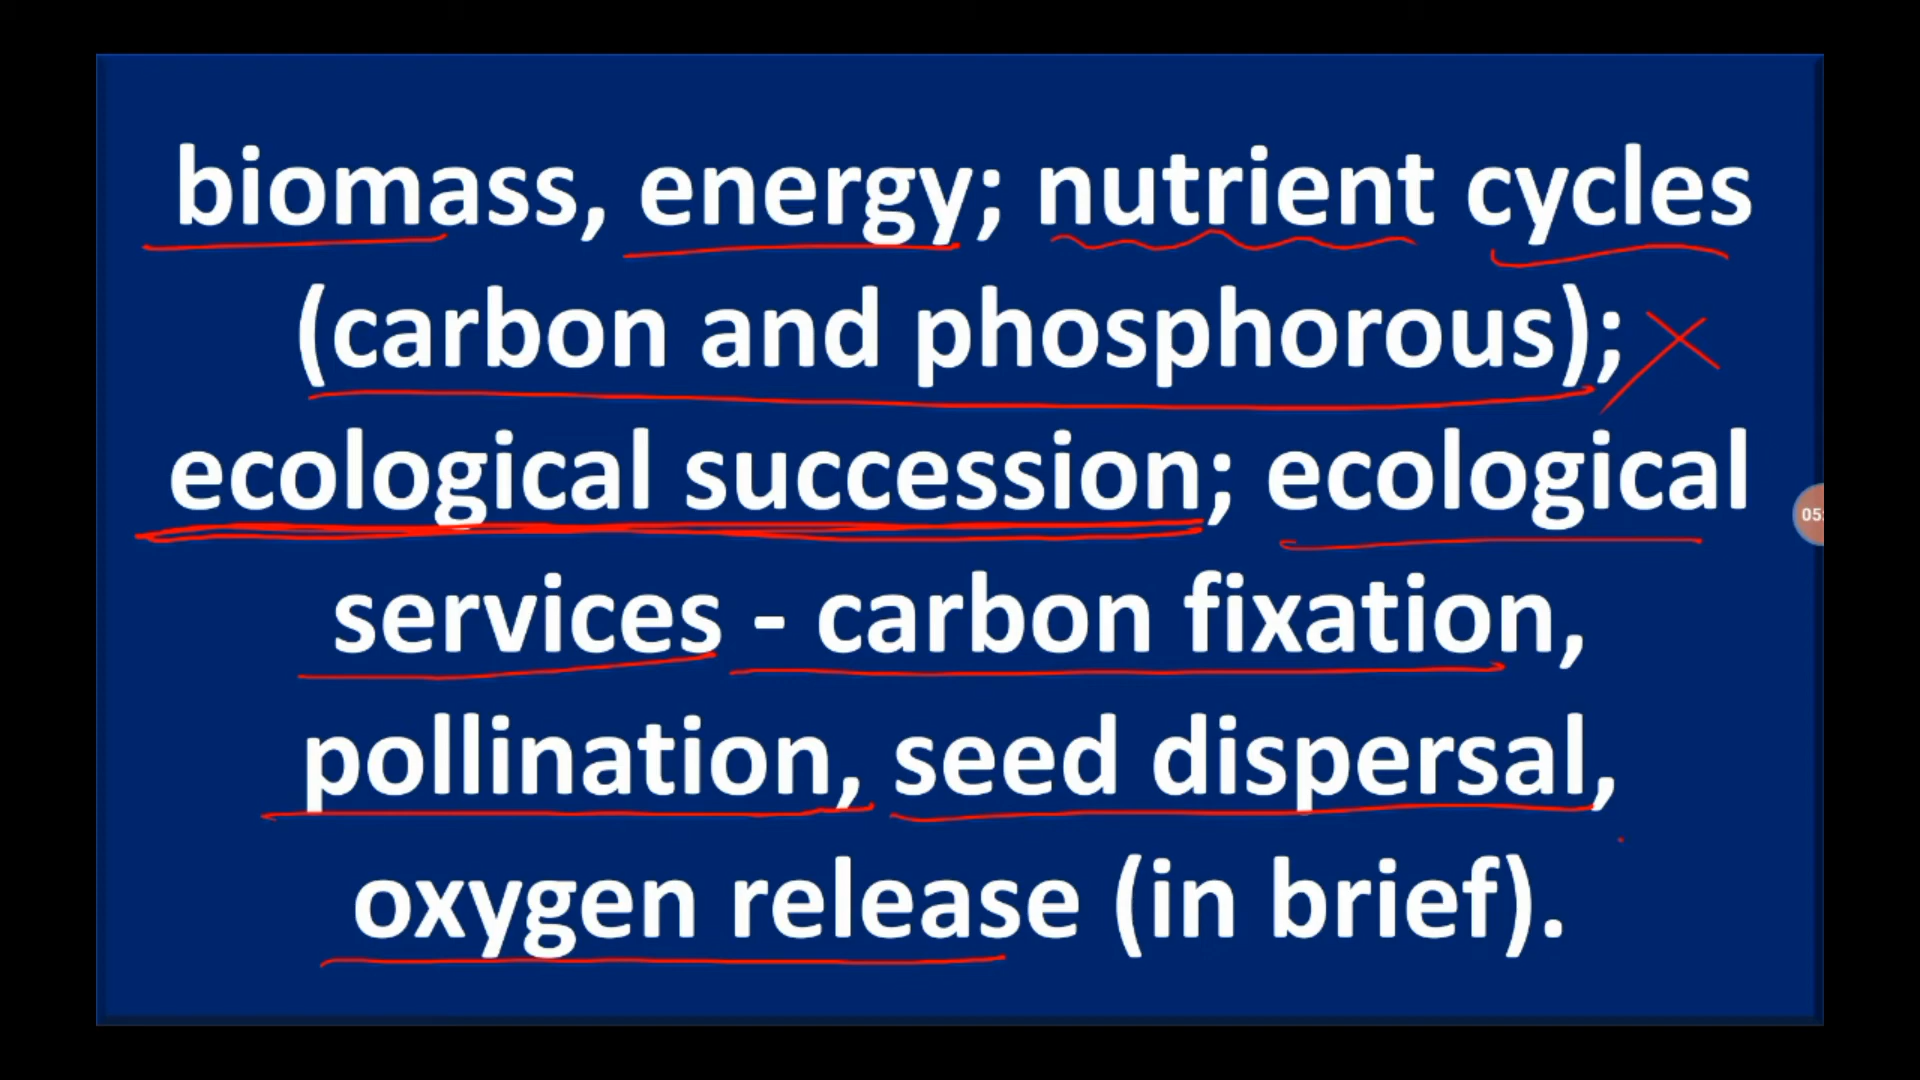 biomass, energy; nutrient cycles
(carbon and phosphorous);
ecological succession; ecological
services - carbon fixation,
pollination, seed dispersal,
oxygen release (in brief).